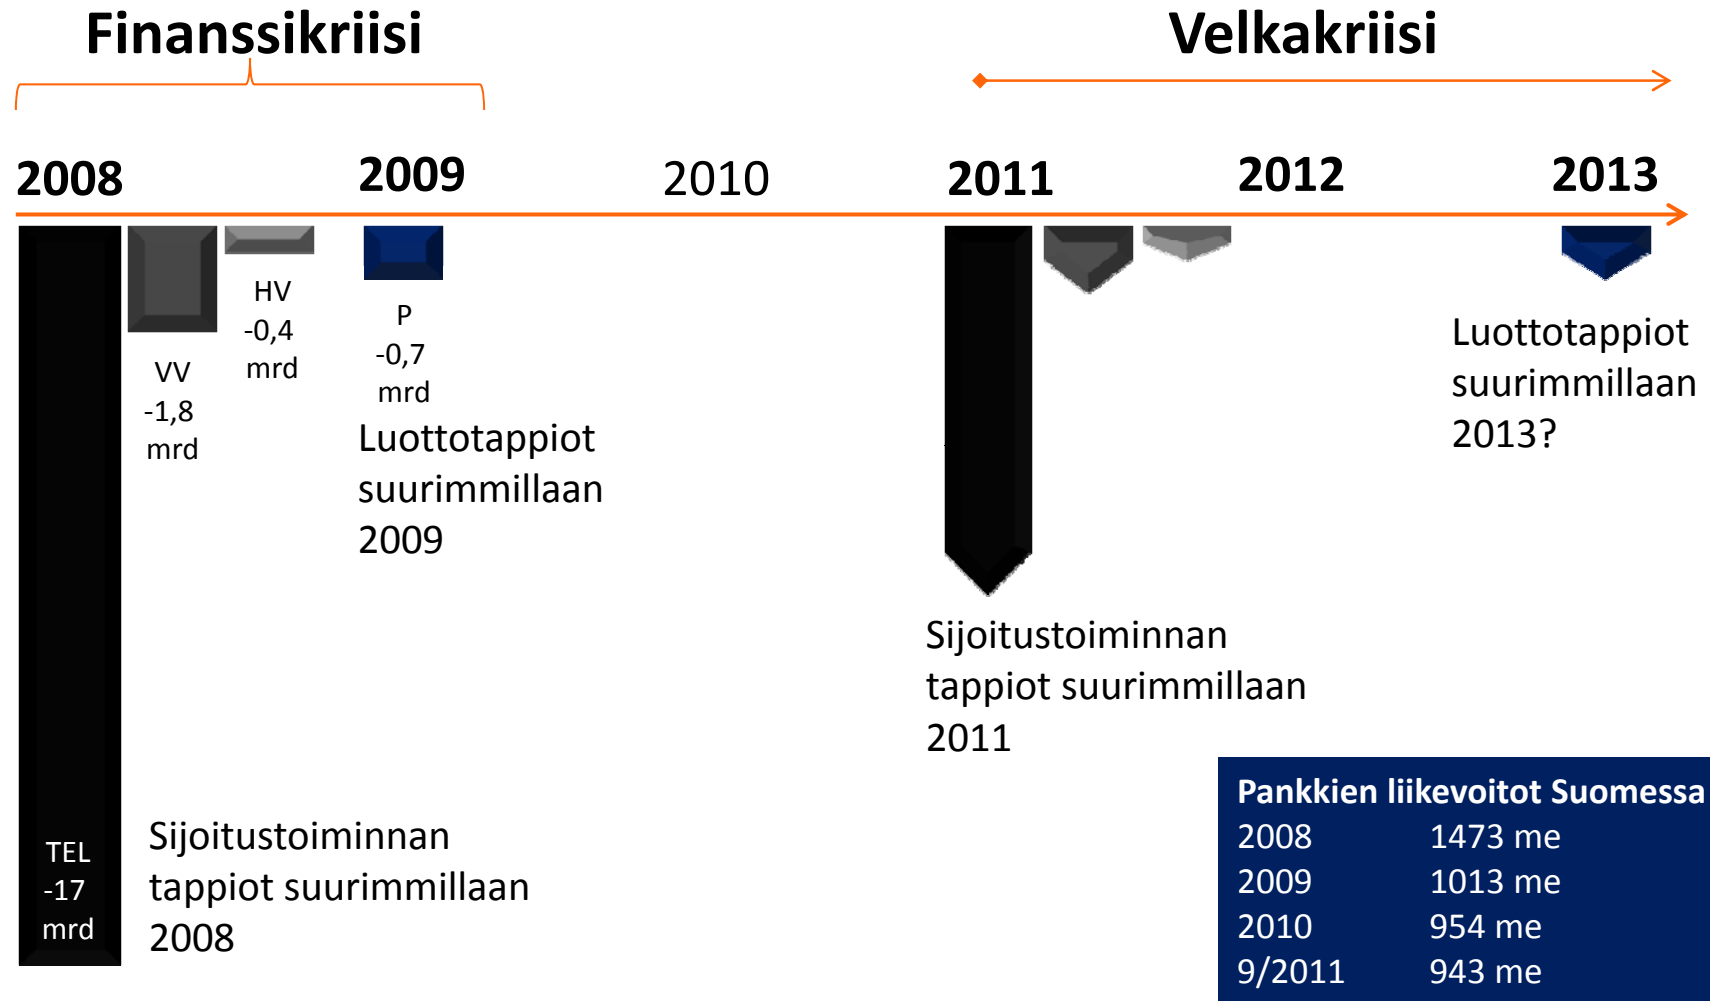 Finanssikriisi
Velkakriisi
2008
2009
2010
2011
2012
2013
TEL
-17
mrd
VV
-1,8
mrd
HV
-0,4
mrd
P
-0,7
mrd
Luottotappiot
suurimmillaan
2009
Sijoitustoiminnan
tappiot suurimmillaan
2008
Sijoitustoiminnan
tappiot suurimmillaan
2011
Luottotappiot
suurimmillaan
2013?
Pankkien liikevoitot Suomessa
2008 1473 me
2009 1013 me
2010 954 me
9/2011 943 me